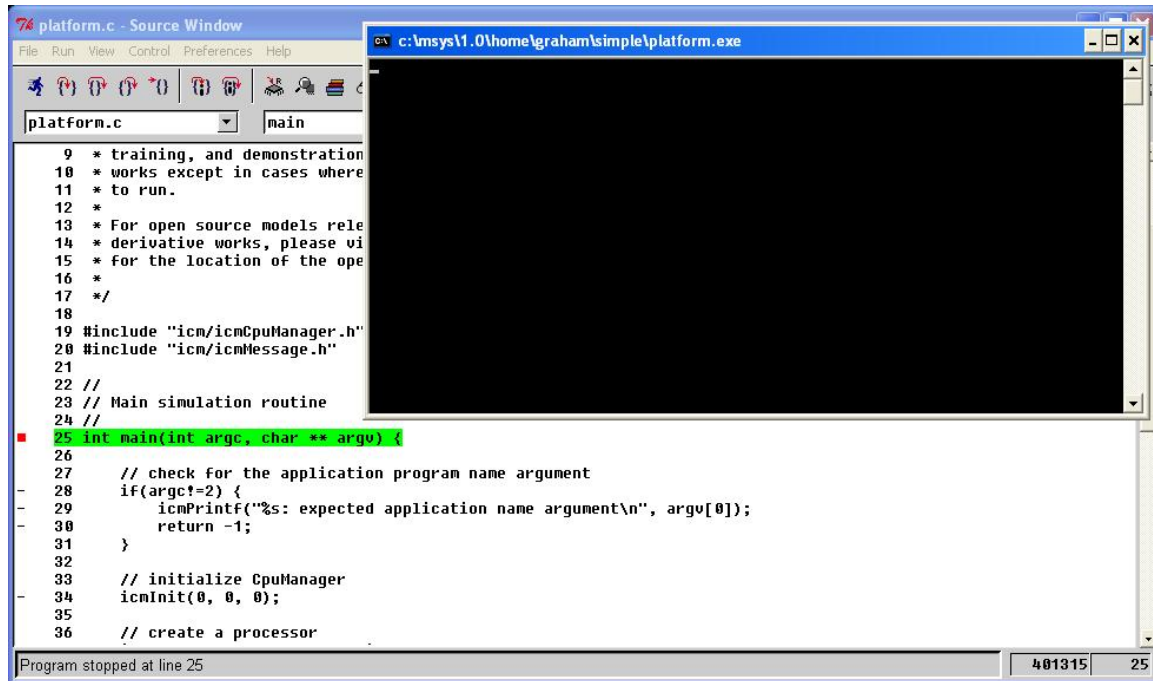 platform.c - Source Window
File Run View Control Preferences Help
platform.c main
c:\msys\1.0\home\graham\simple\platform.exe
9 * training, and demonstration
10 * works except in cases where
11 * to run.
12 *
13 * For open source models rele
14 * derivative works, please vi
15 * for the location of the ope
16 *
17 */
18
19 #include "icm/icmCpuManager.h"
20 #include "icm/icmMessage.h"
21
22 //
23 // Main simulation routine
24 //
25 int main(int argc, char ** argv) {
26
27 // check for the application program name argument
28 if(argc!=2) {
29 icmPrintf("%s: expected application name argument\n", argv[0]);
30 return -1;
31 }
32
33 // initialize CpuManager
34 icmInit(0, 0, 0);
35
36 // create a processor
Program stopped at line 25 401315 25